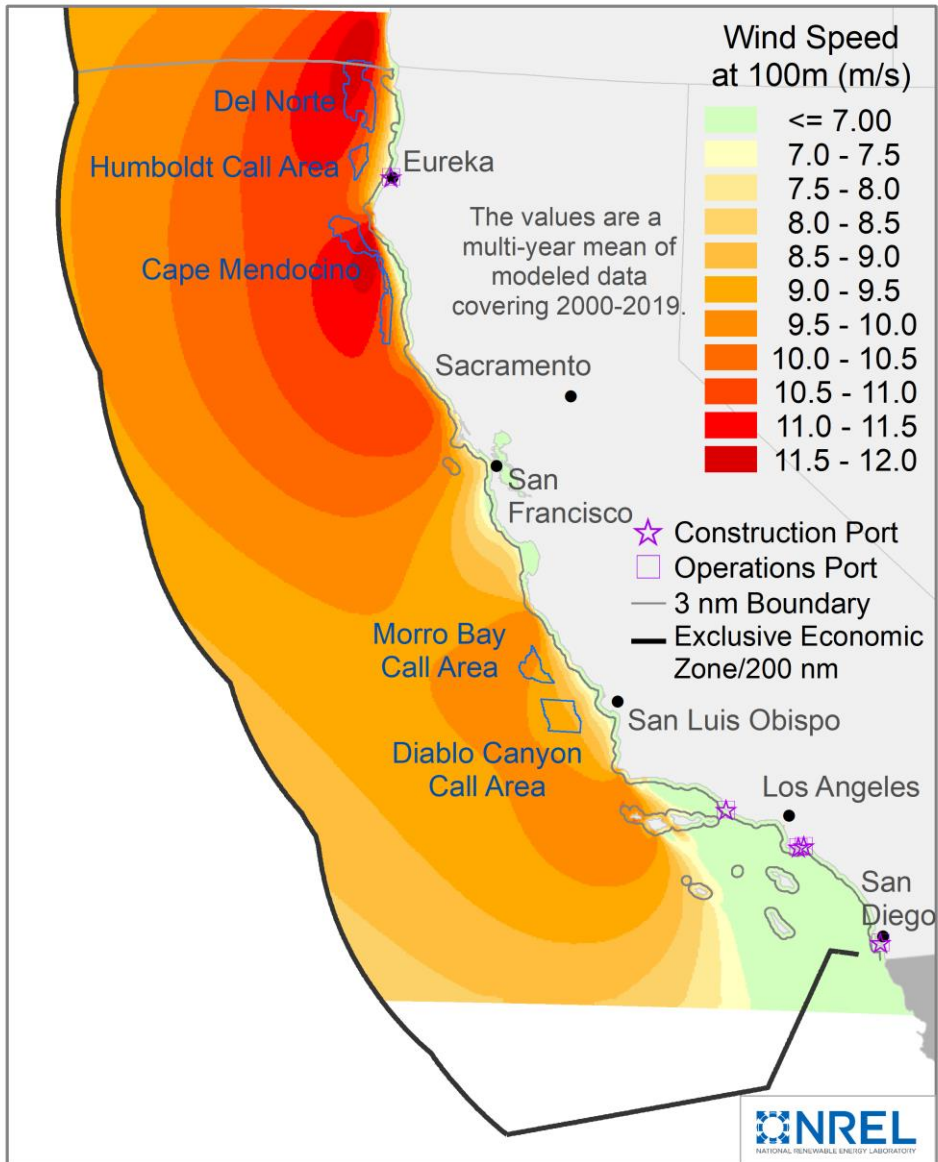 Wind Speed
at 100m (m/s)
<= 7.00
7.0 - 7.5
7.5 - 8.0
8.0 - 8.5
8.5 - 9.0
9.0 - 9.5
9.5 - 10.0
10.0 - 10.5
10.5 - 11.0
11.0 - 11.5
11.5 - 12.0
Del Norte
Humboldt Call Area
Eureka
The values are a
multi-year mean of
modeled data
covering 2000-2019.
Cape Mendocino
Sacramento
San
Francisco
Construction Port
Operations Port
3 nm Boundary
Exclusive Economic
Zone/200 nm
Morro Bay
Call Area
San Luis Obispo
Diablo Canyon
Call Area
Los Angeles
San
Diego
NREL
NATIONAL RENEWABLE ENERGY LABORATORY